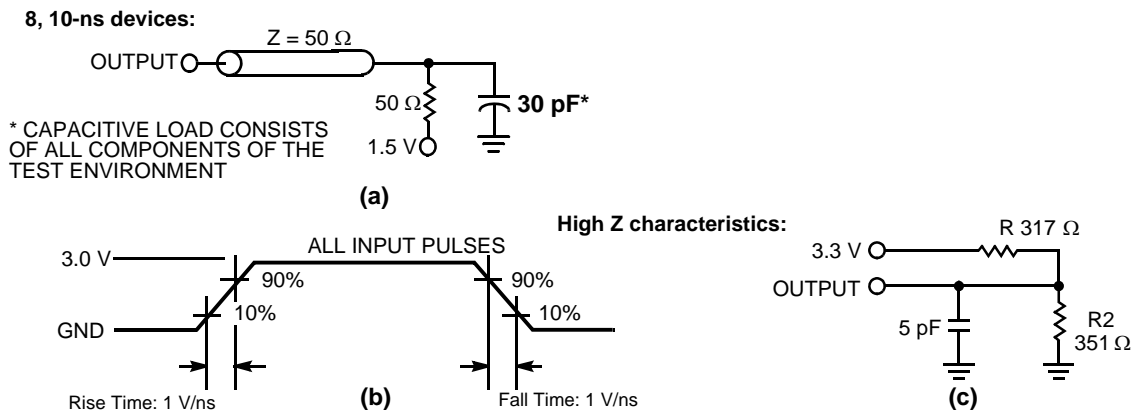 8, 10-ns devices:
Z = 50 Ω
OUTPUT
50 Ω
30 pF*
1.5 V
* CAPACITIVE LOAD CONSISTS
OF ALL COMPONENTS OF THE
TEST ENVIRONMENT
(a)
3.0 V
ALL INPUT PULSES
90%
10%
GND
90%
10%
Rise Time: 1 V/ns
(b)
Fall Time: 1 V/ns
High Z characteristics:
R 317 Ω
3.3 V
OUTPUT
5 pF
R2
351 Ω
(c)